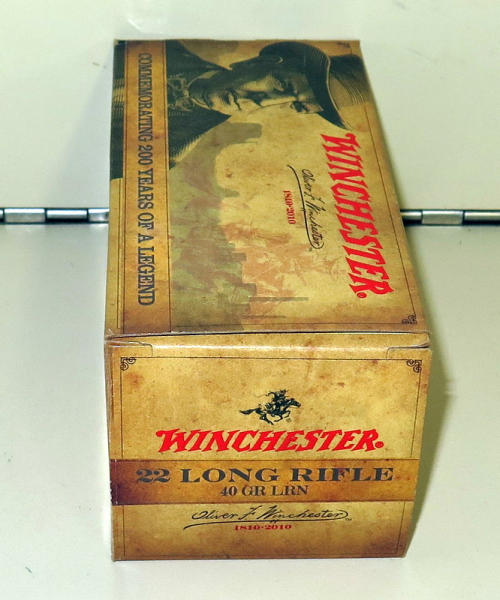 COMMEMORATING 200 YEARS OF A LEGEND
WINCHESTER®
Oliver F. Winchester
1810-2010
WINCHESTER®
22 LONG RIFLE
40 GR LRN
Oliver F. Winchester™
1810-2010